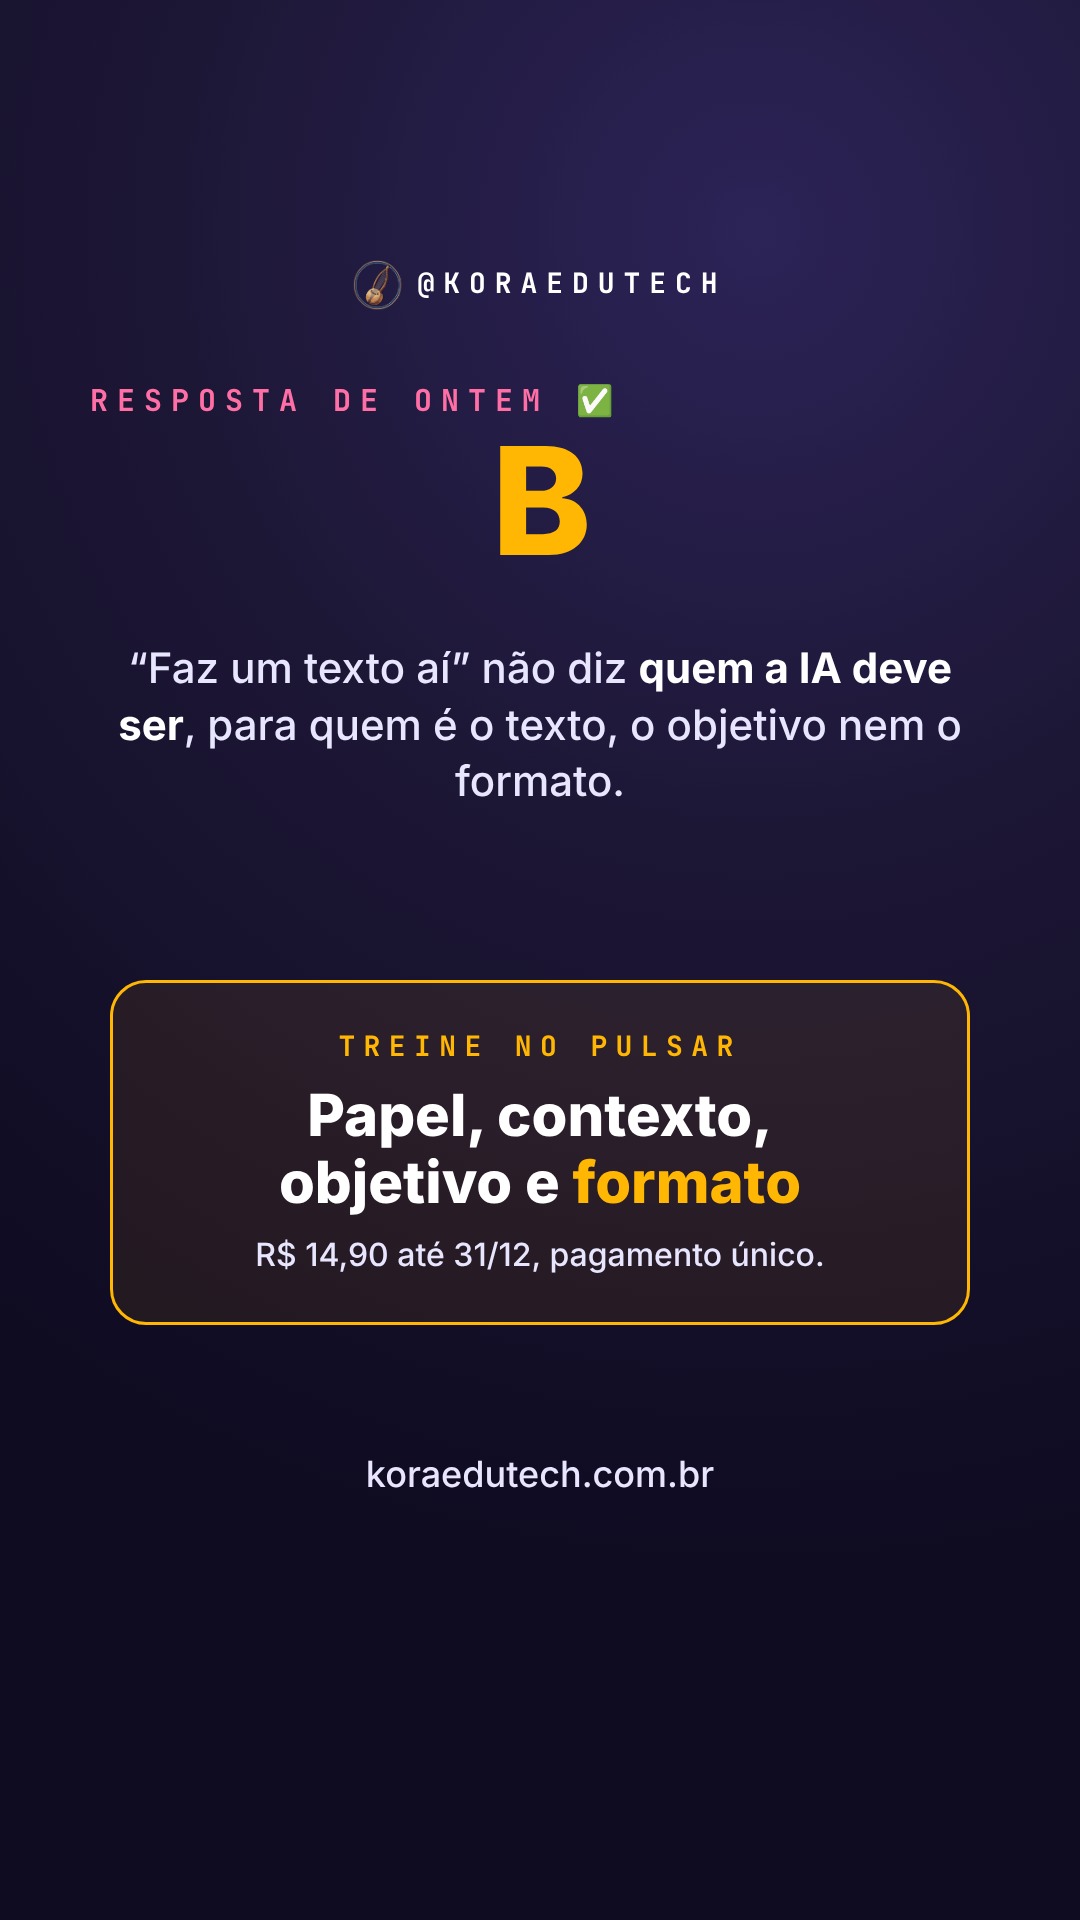 @KORAEDUTECH
RESPOSTA DE ONTEM ✅
B
“Faz um texto aí” não diz quem a IA deve
ser, para quem é o texto, o objetivo nem o
formato.
TREINE NO PULSAR
Papel, contexto,
objetivo e formato
R$ 14,90 até 31/12, pagamento único.
koraedutech.com.br